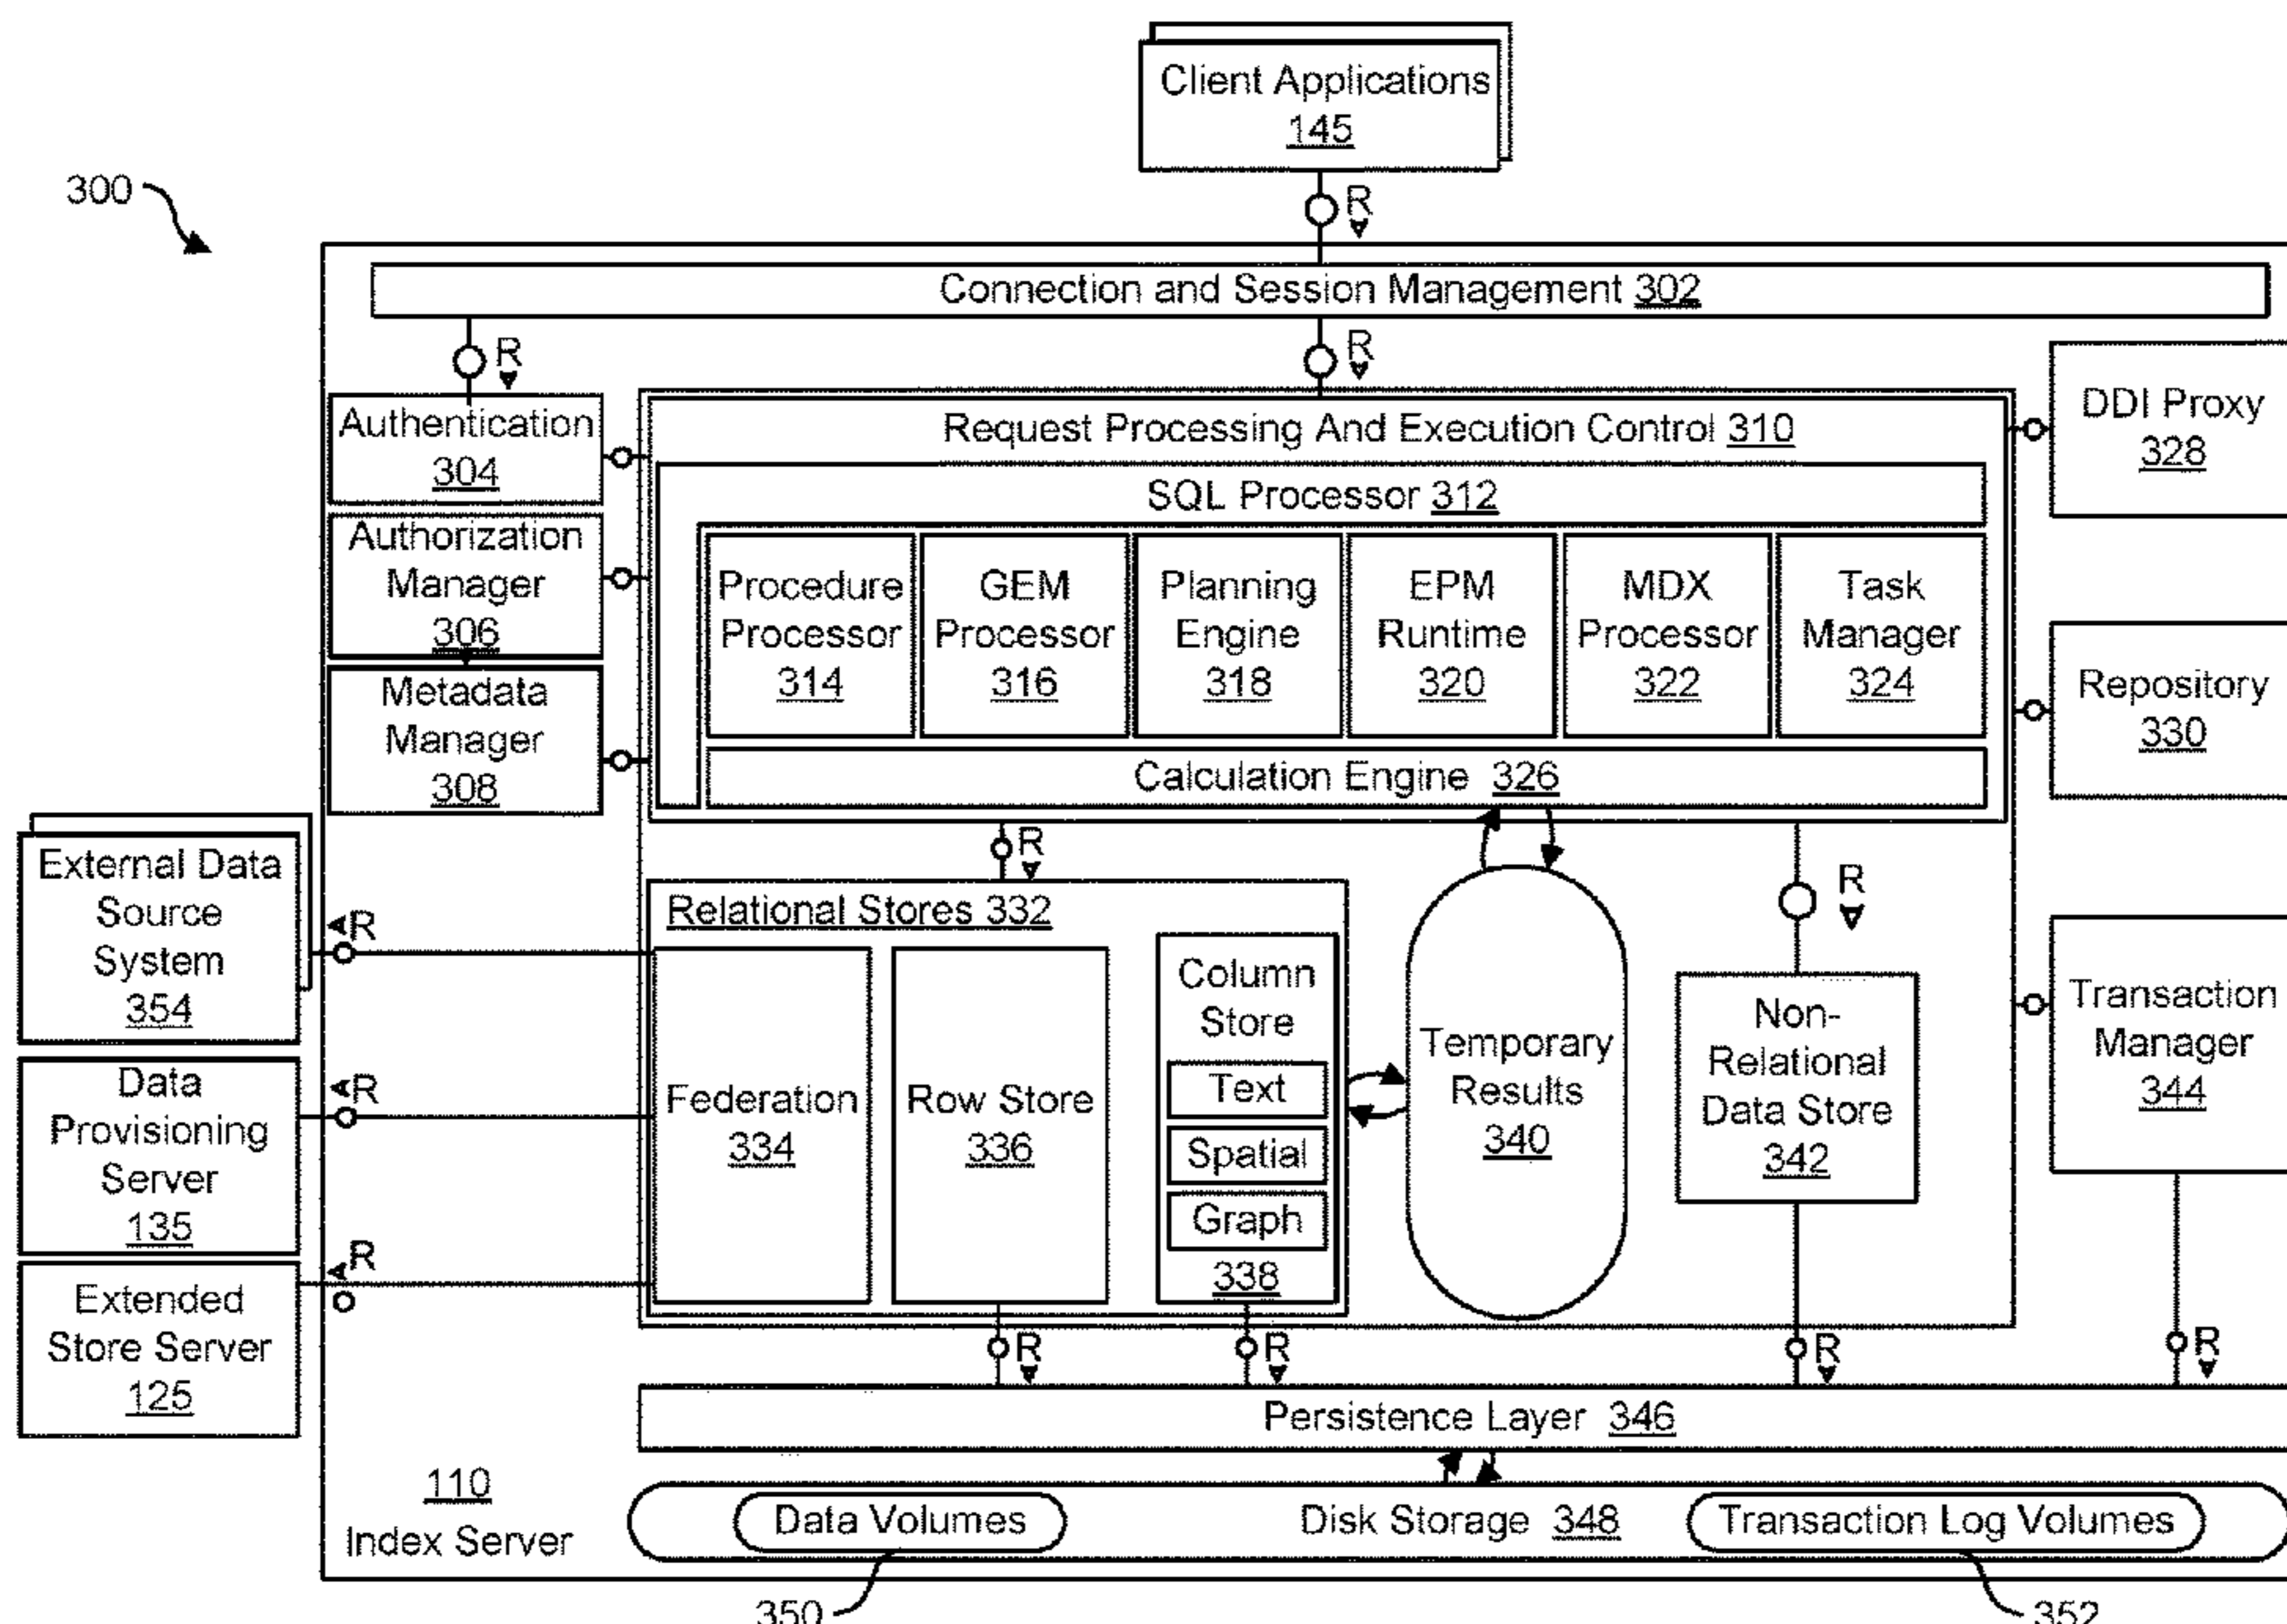 Client Applications
145
R
300
Connection and Session Management 302
R
R
Authentication
304
Authorization
Manager
306
Metadata
Manager
308
Request Processing And Execution Control 310
SQL Processor 312
Procedure
Processor
314
GEM
Processor
316
Planning
Engine
318
EPM
Runtime
320
MDX
Processor
322
Task
Manager
324
Calculation Engine 326
DDI Proxy
328
Repository
330
Transaction
Manager
344
External Data
Source
System
354
R
Data
Provisioning
Server
135
R
Extended
Store Server
125
R
R
Relational Stores 332
Federation
334
Row Store
336
Column
Store
Text
Spatial
Graph
338
Temporary
Results
340
R
Non-
Relational
Data Store
342
R
R
R
R
Persistence Layer 346
110
Index Server
Data Volumes
Disk Storage 348
Transaction Log Volumes
350
352